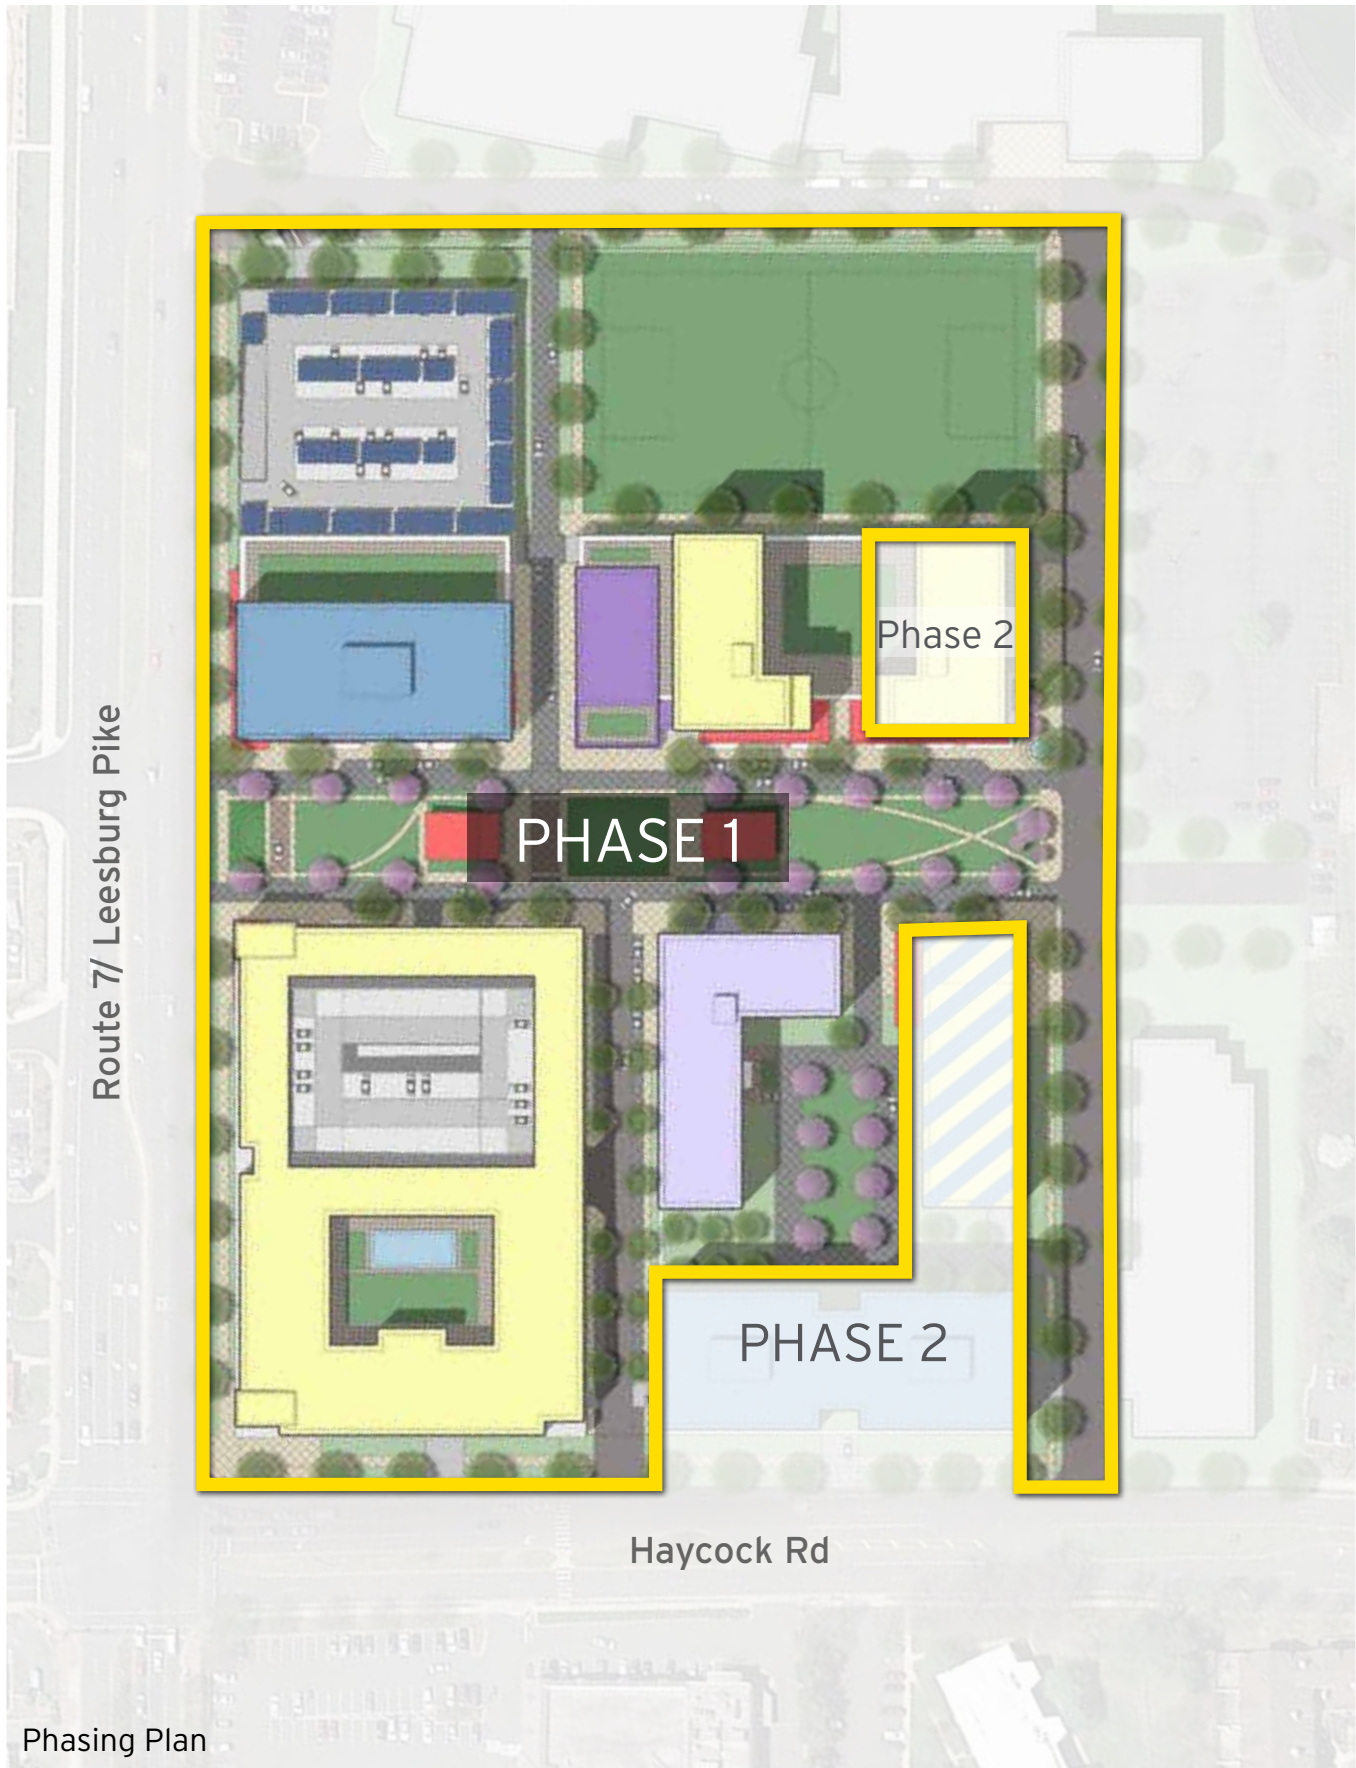 Phase 2
Route 7/ Leesburg Pike
PHASE 1
PHASE 2
Haycock Rd
Phasing Plan